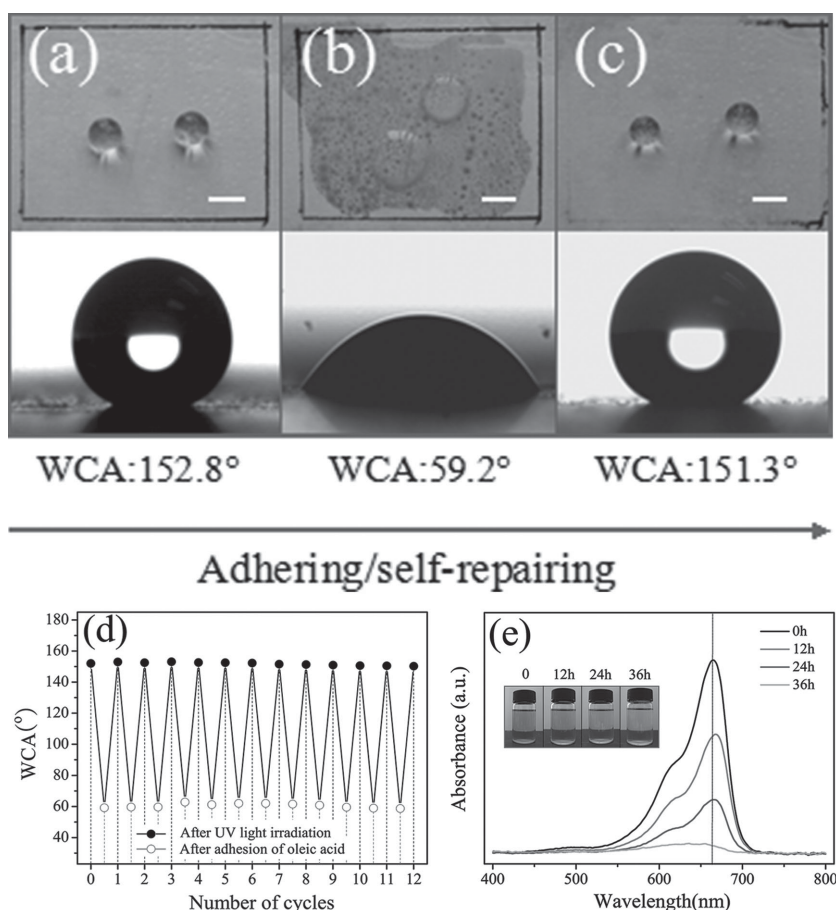 (a) (b) (c)
WCA:152.8° WCA:59.2° WCA:151.3°
Adhering/self-repairing
(d)
180
160
140
120
100
80
60
40
WCA(°)
After UV light irradiation
After adhesion of oleic acid
0 1 2 3 4 5 6 7 8 9 10 11 12
Number of cycles
(e)
0h
12h
24h
36h
0 12h 24h 36h
Absorbance (a.u.)
400 500 600 700 800
Wavelength(nm)